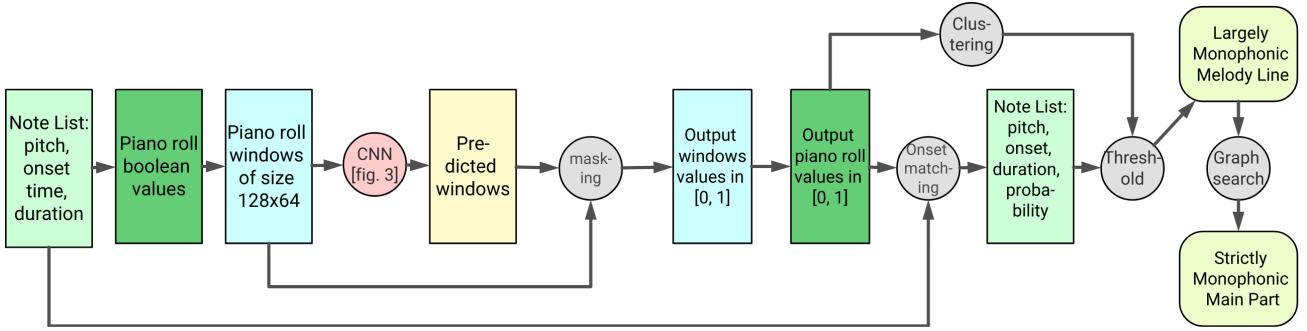 Note List:
pitch,
onset
time,
duration
Piano roll
boolean
values
Piano roll
windows
of size
128x64
CNN
[fig. 3]
Pre-
dicted
windows
mask-
ing
Output
windows
values in
[0, 1]
Output
piano roll
values in
[0, 1]
Clus-
tering
Onset
match-
ing
Note List:
pitch,
onset,
duration,
proba-
bility
Thresh-
old
Largely
Monophonic
Melody Line
Graph
search
Strictly
Monophonic
Main Part